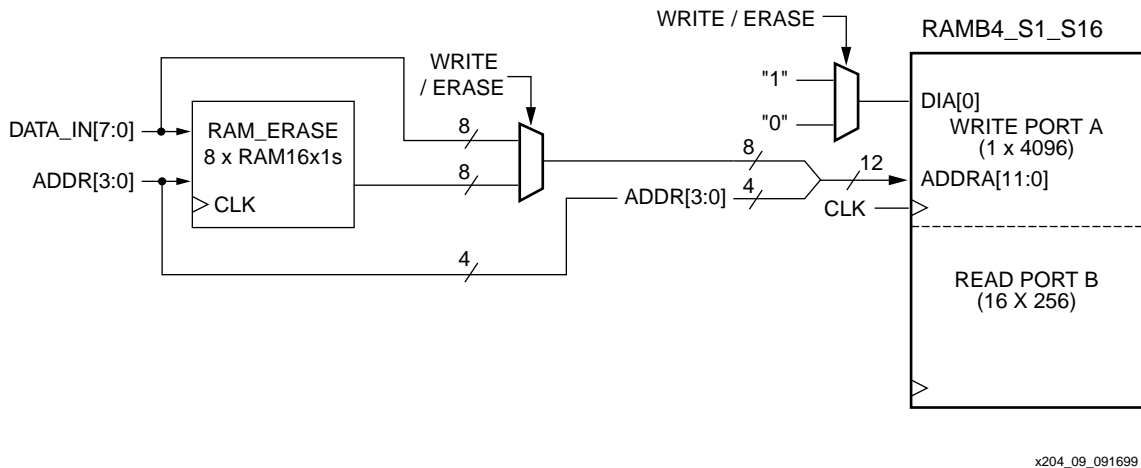 WRITE / ERASE
RAMB4_S1_S16
WRITE
/ ERASE
"1"
"0"
DIA[0]
WRITE PORT A
(1 x 4096)
DATA_IN[7:0]
RAM_ERASE
8 x RAM16x1s
8
8
8
12
ADDR[3:0]
CLK
ADDR[3:0]
4
ADDRA[11:0]
CLK
4
READ PORT B
(16 X 256)
x204_09_091699